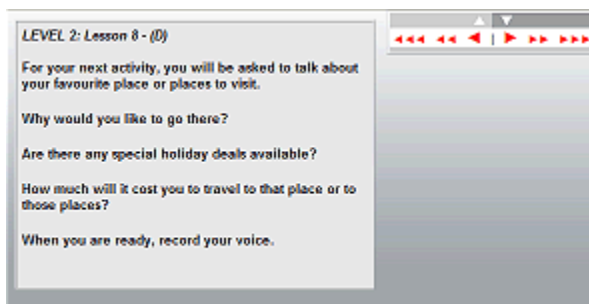 LEVEL 2: Lesson 8 - (D)
For your next activity, you will be asked to talk about
your favourite place or places to visit.
Why would you like to go there?
Are there any special holiday deals available?
How much will it cost you to travel to that place or to
those places?
When you are ready, record your voice.